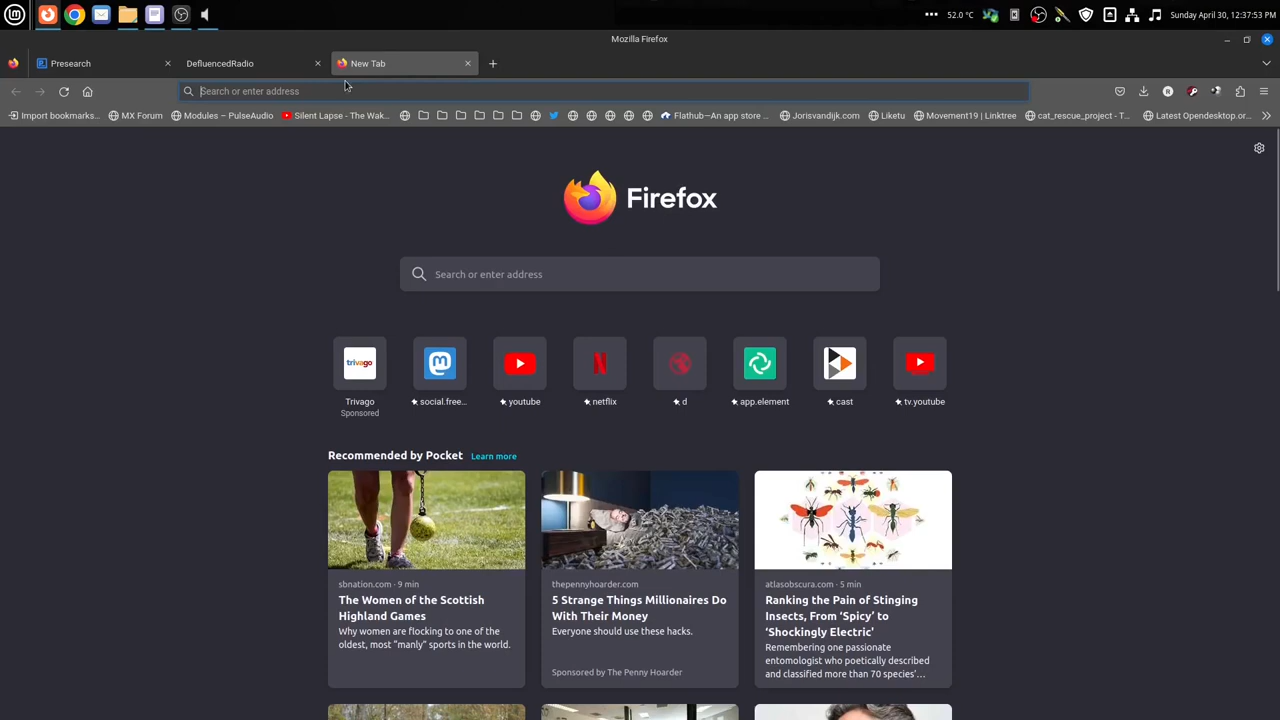 52.0 °C
Sunday April 30, 12:37:53 PM
Mozilla Firefox
Presearch
DefluencedRadio
New Tab
Search or enter address
Import bookmarks...
MX Forum
Modules – PulseAudio
Silent Lapse - The Wak...
Flathub—An app store ...
Jorisvandijk.com
Liketu
Movement19 | Linktree
cat_rescue_project - T...
Latest Opendesktop.or...
Firefox
Search or enter address
trivago
Trivago
Sponsored
social.free...
youtube
netflix
d
app.element
cast
tv.youtube
Recommended by Pocket Learn more
sbnation.com · 9 min
The Women of the Scottish
Highland Games
Why women are flocking to one of the
oldest, most "manly" sports in the world.
thepennyhoarder.com
5 Strange Things Millionaires Do
With Their Money
Everyone should use these hacks.
Sponsored by The Penny Hoarder
atlasobscura.com · 5 min
Ranking the Pain of Stinging
Insects, From ‘Spicy’ to
‘Shockingly Electric’
Remembering one passionate
entomologist who poetically described
and classified more than 70 species’...